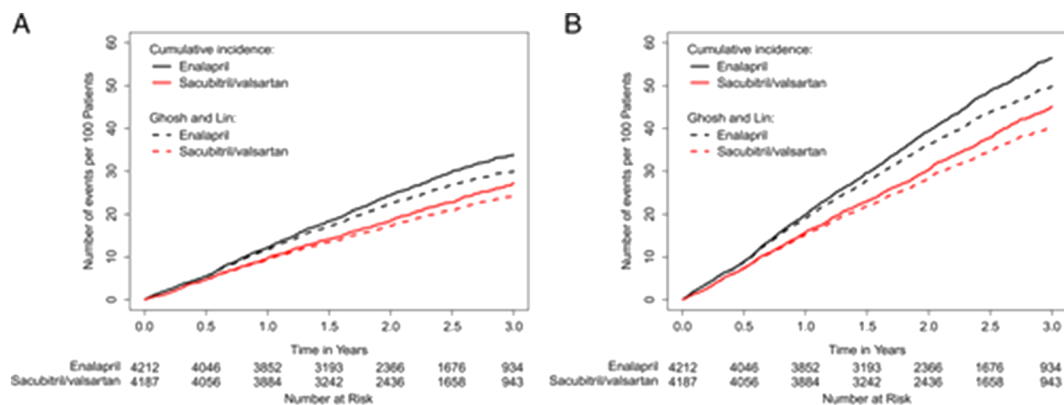 A
Number of events per 100 Patients
60
50
40
30
20
10
0
Cumulative incidence:
Enalapril
Sacubitril/valsartan
Ghosh and Lin:
Enalapril
Sacubitril/valsartan
0.0 0.5 1.0 1.5 2.0 2.5 3.0
Time in Years
Enalapril 4212 4046 3852 3193 2366 1676 934
Sacubitril/valsartan 4187 4056 3884 3242 2436 1658 943
Number at Risk
B
Number of events per 100 Patients
60
50
40
30
20
10
0
Cumulative incidence:
Enalapril
Sacubitril/valsartan
Ghosh and Lin:
Enalapril
Sacubitril/valsartan
0.0 0.5 1.0 1.5 2.0 2.5 3.0
Time in Years
Enalapril 4212 4046 3852 3193 2366 1676 934
Sacubitril/valsartan 4187 4056 3884 3242 2436 1658 943
Number at Risk